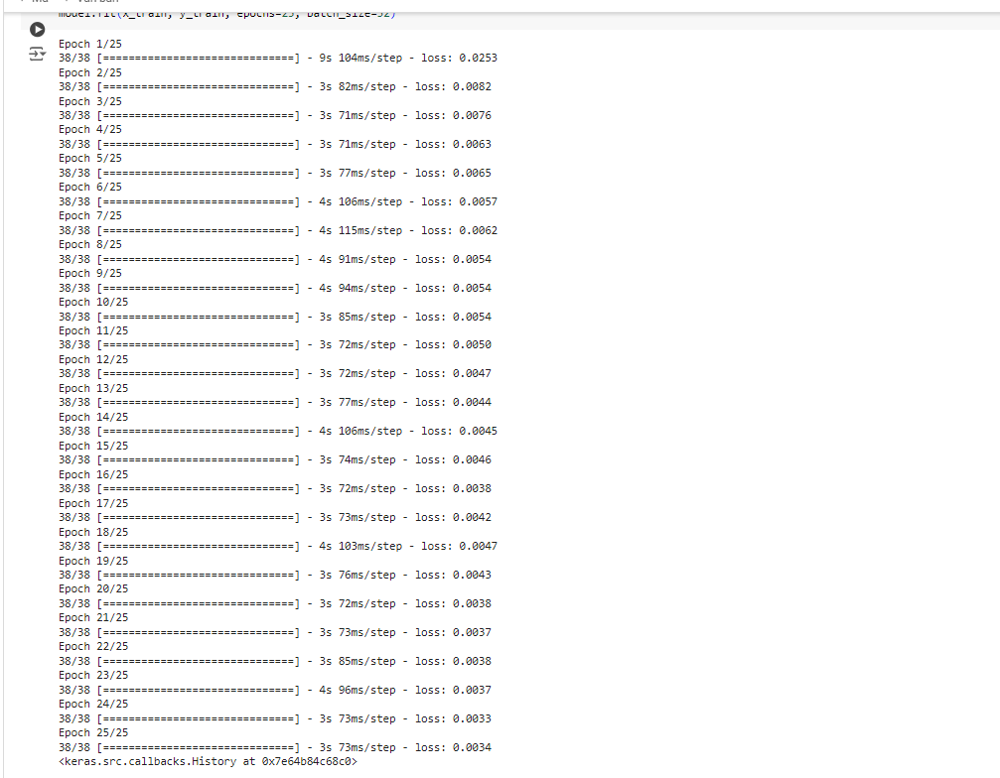 model.fit(x_train, y_train, epochs=25, batch_size=32)
Epoch 1/25
38/38 [==============================] - 9s 104ms/step - loss: 0.0253
Epoch 2/25
38/38 [==============================] - 3s 82ms/step - loss: 0.0082
Epoch 3/25
38/38 [==============================] - 3s 71ms/step - loss: 0.0076
Epoch 4/25
38/38 [==============================] - 3s 71ms/step - loss: 0.0063
Epoch 5/25
38/38 [==============================] - 3s 77ms/step - loss: 0.0065
Epoch 6/25
38/38 [==============================] - 4s 106ms/step - loss: 0.0057
Epoch 7/25
38/38 [==============================] - 4s 115ms/step - loss: 0.0062
Epoch 8/25
38/38 [==============================] - 4s 91ms/step - loss: 0.0054
Epoch 9/25
38/38 [==============================] - 4s 94ms/step - loss: 0.0054
Epoch 10/25
38/38 [==============================] - 3s 85ms/step - loss: 0.0054
Epoch 11/25
38/38 [==============================] - 3s 72ms/step - loss: 0.0050
Epoch 12/25
38/38 [==============================] - 3s 72ms/step - loss: 0.0047
Epoch 13/25
38/38 [==============================] - 3s 77ms/step - loss: 0.0044
Epoch 14/25
38/38 [==============================] - 4s 106ms/step - loss: 0.0045
Epoch 15/25
38/38 [==============================] - 3s 74ms/step - loss: 0.0046
Epoch 16/25
38/38 [==============================] - 3s 72ms/step - loss: 0.0038
Epoch 17/25
38/38 [==============================] - 3s 73ms/step - loss: 0.0042
Epoch 18/25
38/38 [==============================] - 4s 103ms/step - loss: 0.0047
Epoch 19/25
38/38 [==============================] - 3s 76ms/step - loss: 0.0043
Epoch 20/25
38/38 [==============================] - 3s 72ms/step - loss: 0.0038
Epoch 21/25
38/38 [==============================] - 3s 73ms/step - loss: 0.0037
Epoch 22/25
38/38 [==============================] - 3s 85ms/step - loss: 0.0038
Epoch 23/25
38/38 [==============================] - 4s 96ms/step - loss: 0.0037
Epoch 24/25
38/38 [==============================] - 3s 73ms/step - loss: 0.0033
Epoch 25/25
38/38 [==============================] - 3s 73ms/step - loss: 0.0034
<keras.src.callbacks.History at 0x7e64b84c68c0>